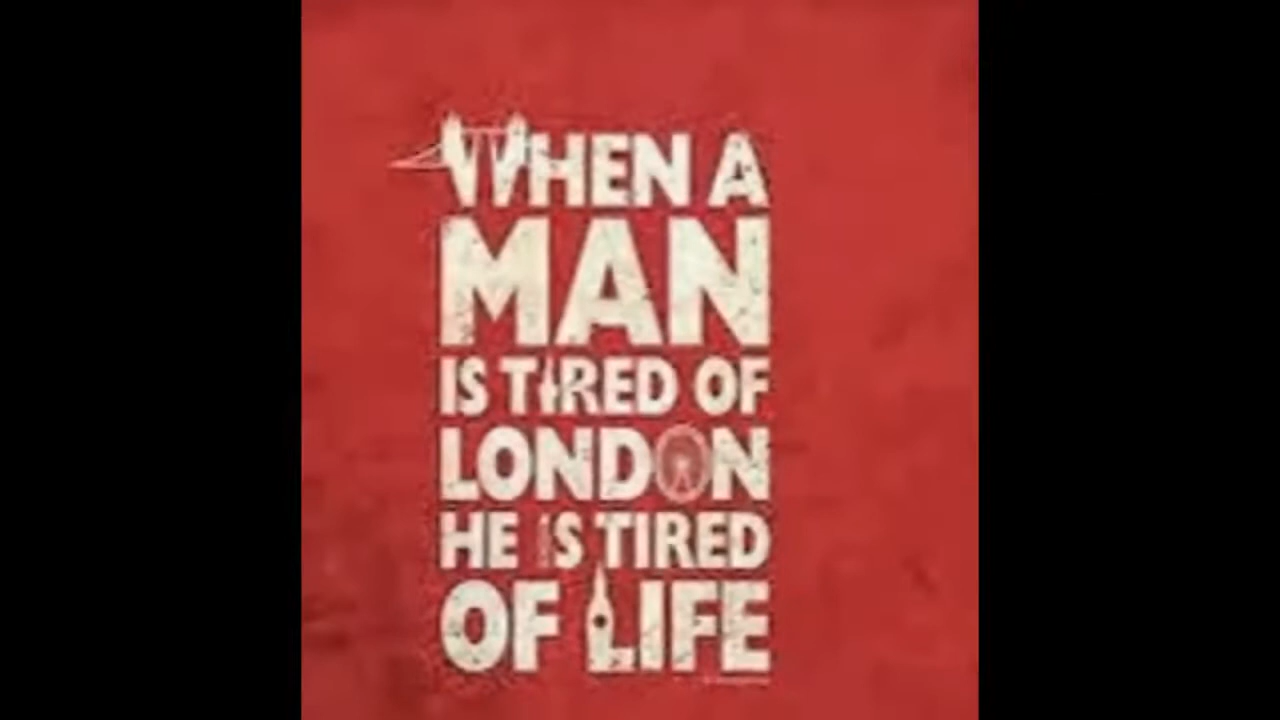 WHEN A
MAN
IS TIRED OF
LONDON
HE IS TIRED
OF LIFE